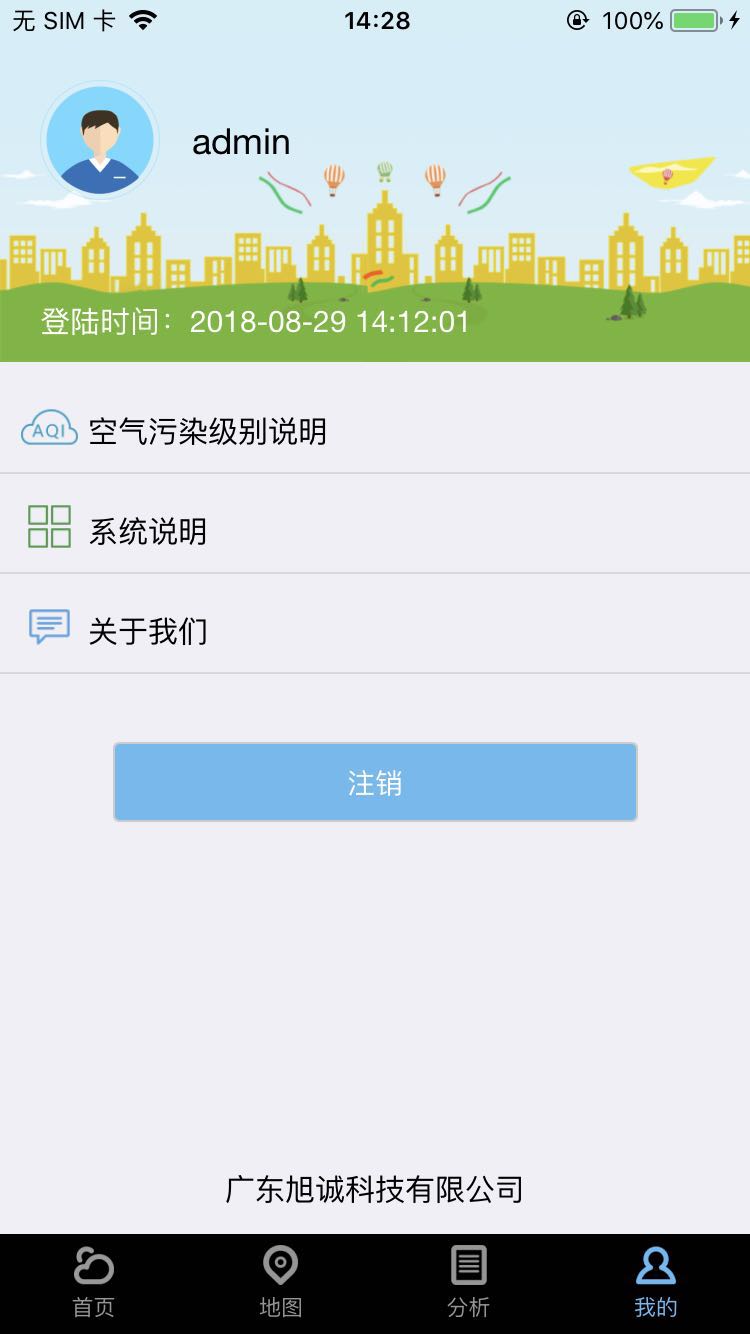 无 SIM 卡 14:28 100%
admin
登陆时间：2018-08-29 14:12:01
AQI 空气污染级别说明
系统说明
关于我们
注销
广东旭诚科技有限公司
首页 地图 分析 我的